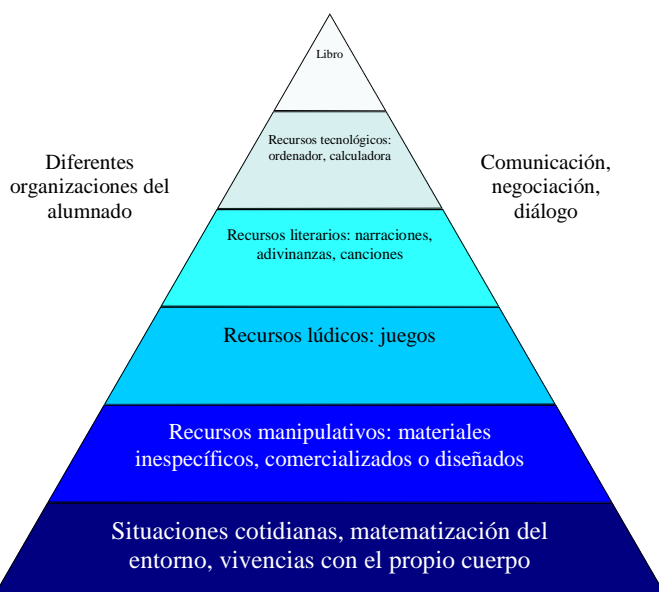 Libro
Recursos tecnológicos:
ordenador, calculadora
Diferentes
organizaciones del
alumnado
Comunicación,
negociación,
diálogo
Recursos literarios: narraciones,
adivinanzas, canciones
Recursos lúdicos: juegos
Recursos manipulativos: materiales
inespecíficos, comercializados o diseñados
Situaciones cotidianas, matematización del
entorno, vivencias con el propio cuerpo